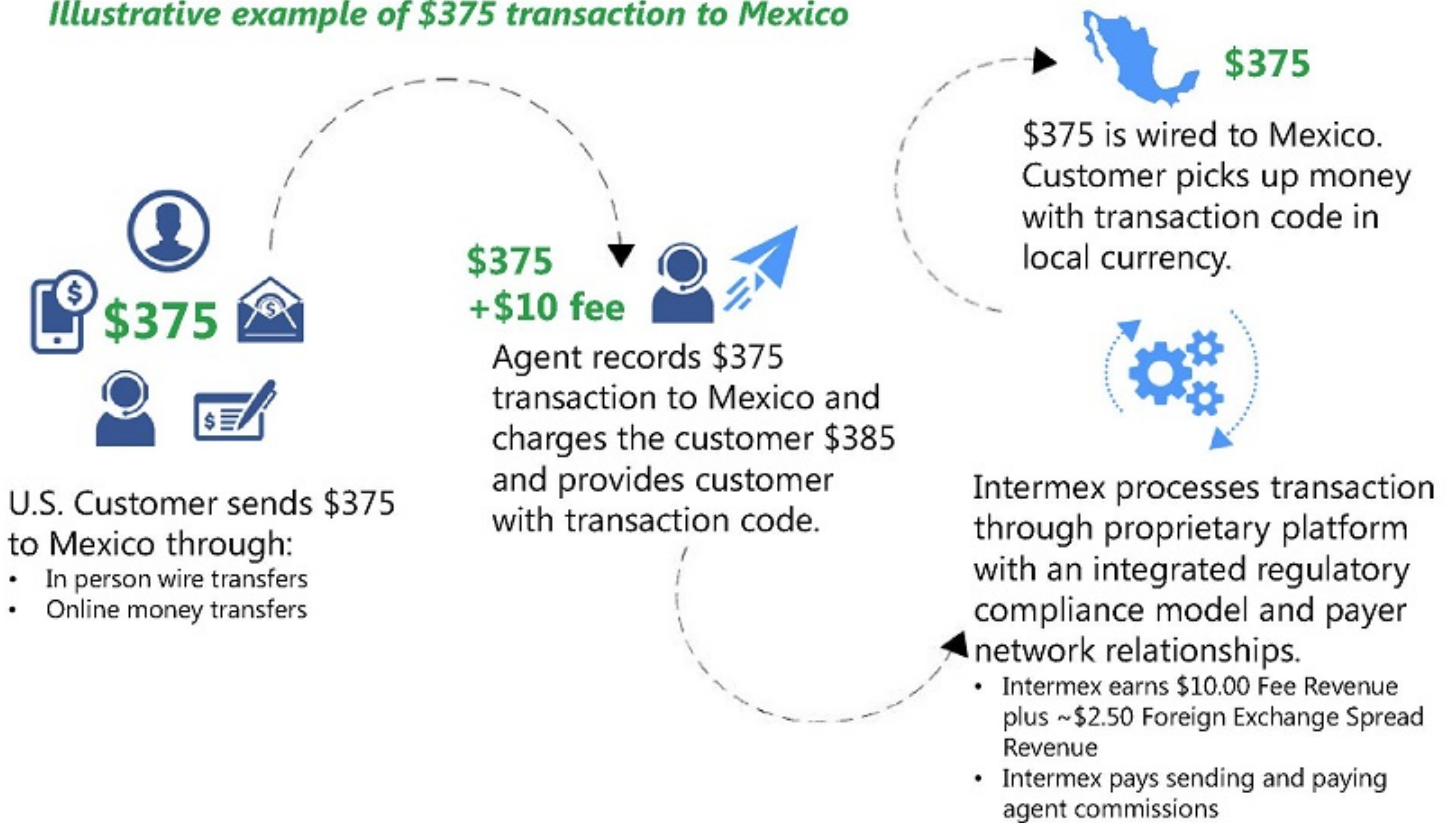 Illustrative example of $375 transaction to Mexico
$375
U.S. Customer sends $375
to Mexico through:
• In person wire transfers
• Online money transfers
$375
+$10 fee
Agent records $375
transaction to Mexico and
charges the customer $385
and provides customer
with transaction code.
Intermex processes transaction
through proprietary platform
with an integrated regulatory
compliance model and payer
network relationships.
• Intermex earns $10.00 Fee Revenue
plus ~$2.50 Foreign Exchange Spread
Revenue
• Intermex pays sending and paying
agent commissions
$375
$375 is wired to Mexico.
Customer picks up money
with transaction code in
local currency.